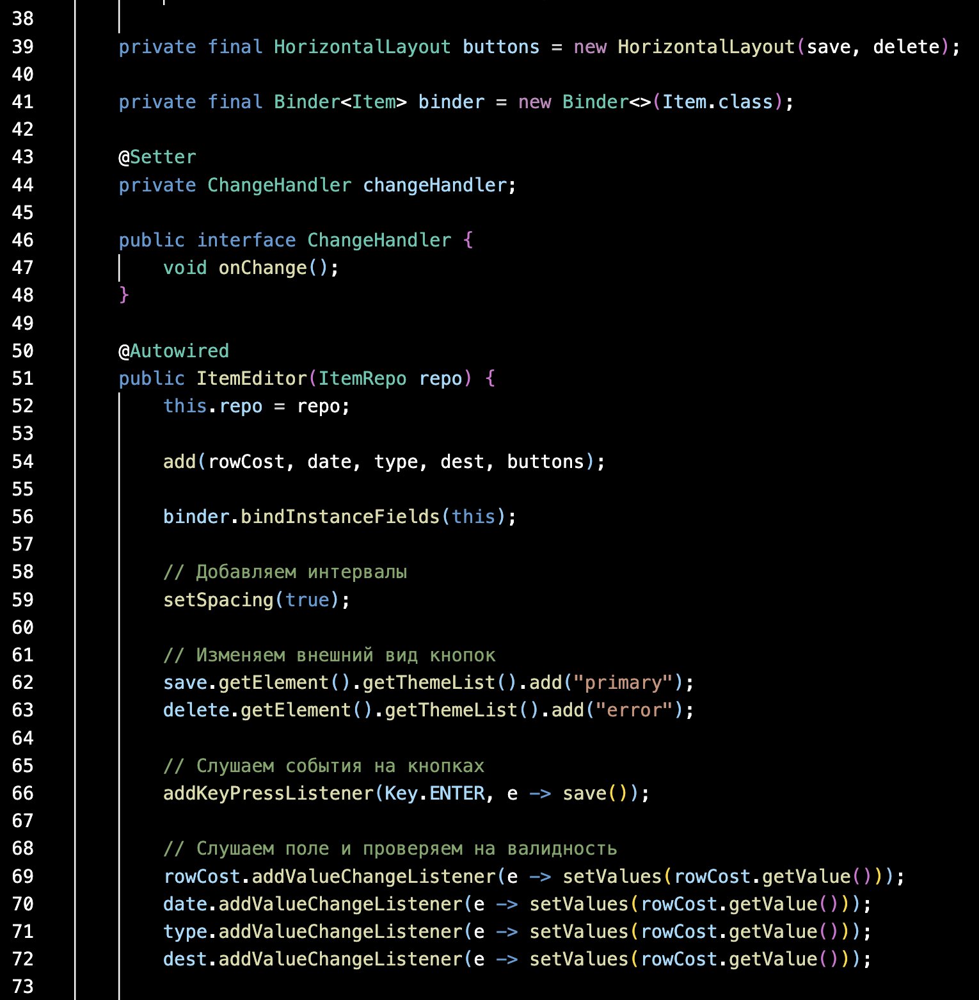 38
39 private final HorizontalLayout buttons = new HorizontalLayout(save, delete);
40
41 private final Binder<Item> binder = new Binder<>(Item.class);
42
43 @Setter
44 private ChangeHandler changeHandler;
45
46 public interface ChangeHandler {
47 void onChange();
48 }
49
50 @Autowired
51 public ItemEditor(ItemRepo repo) {
52 this.repo = repo;
53
54 add(rowCost, date, type, dest, buttons);
55
56 binder.bindInstanceFields(this);
57
58 // Добавляем интервалы
59 setSpacing(true);
60
61 // Изменяем внешний вид кнопок
62 save.getElement().getThemeList().add("primary");
63 delete.getElement().getThemeList().add("error");
64
65 // Слушаем события на кнопках
66 addKeyPressListener(Key.ENTER, e -> save());
67
68 // Слушаем поле и проверяем на валидность
69 rowCost.addValueChangeListener(e -> setValues(rowCost.getValue()));
70 date.addValueChangeListener(e -> setValues(rowCost.getValue()));
71 type.addValueChangeListener(e -> setValues(rowCost.getValue()));
72 dest.addValueChangeListener(e -> setValues(rowCost.getValue()));
73